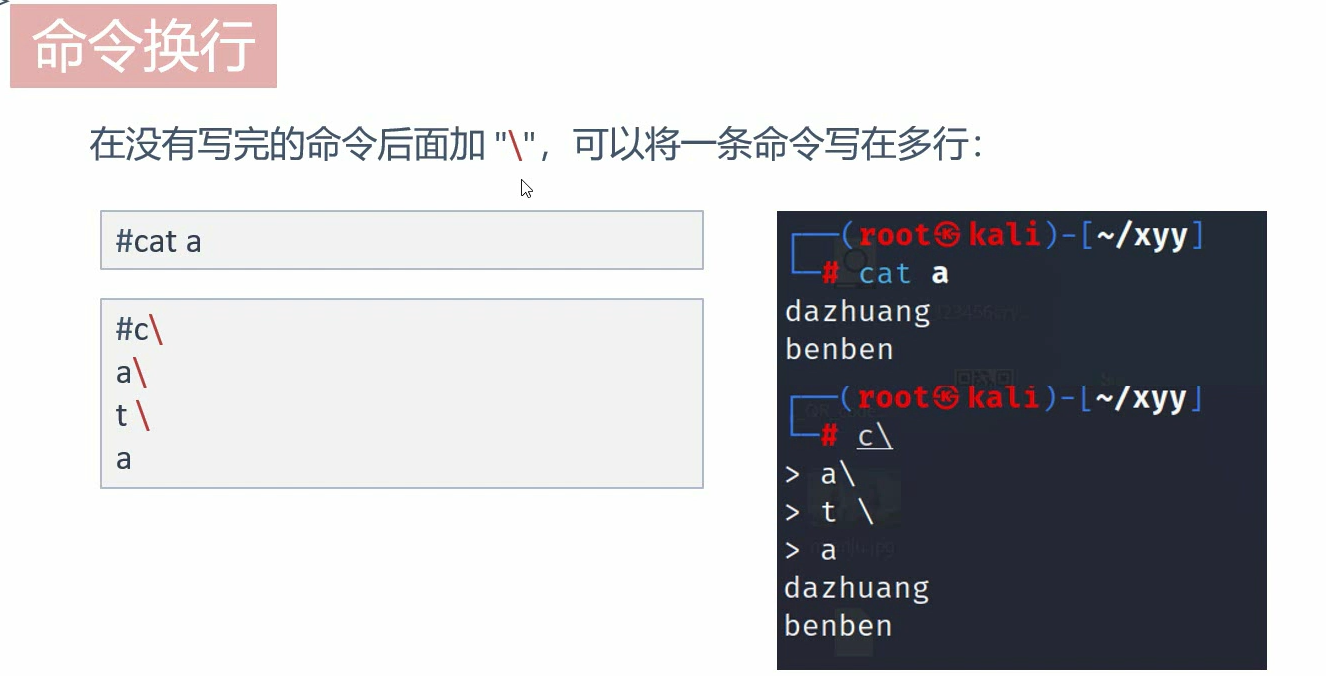 命令换行
在没有写完的命令后面加 "\"，可以将一条命令写在多行：
#cat a
#c\
a\
t \
a
┌──(root㉿kali)-[~/xyy]
└─# cat a
dazhuang
benben
┌──(root㉿kali)-[~/xyy]
└─# c\
> a\
> t \
> a
dazhuang
benben